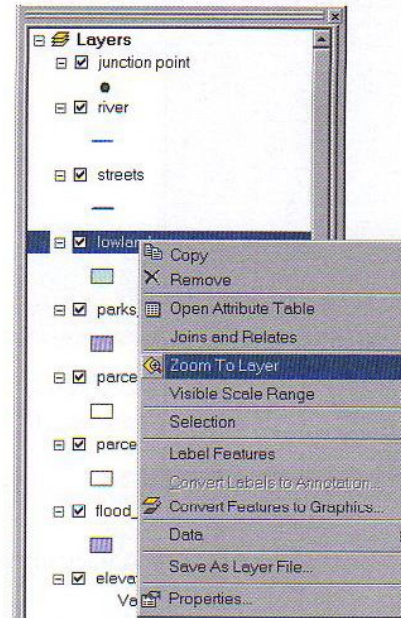 Layers
junction point
river
streets
lowland
Copy
Remove
parks_
Open Attribute Table
Joins and Relates
Zoom To Layer
parce
Visible Scale Range
Selection
parce
Label Features
Convert Labels to Annotation...
flood_
Convert Features to Graphics...
Data
Save As Layer File...
eleva
Va
Properties...